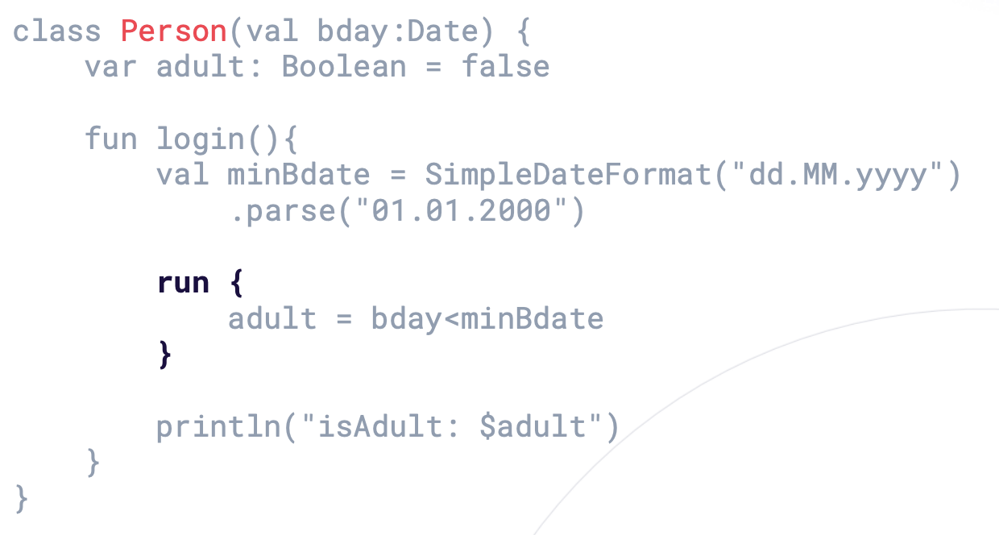 class Person(val bday:Date) {
    var adult: Boolean = false

    fun login(){
        val minBdate = SimpleDateFormat("dd.MM.yyyy")
            .parse("01.01.2000")

        run {
            adult = bday<minBdate
        }

        println("isAdult: $adult")
    }
}